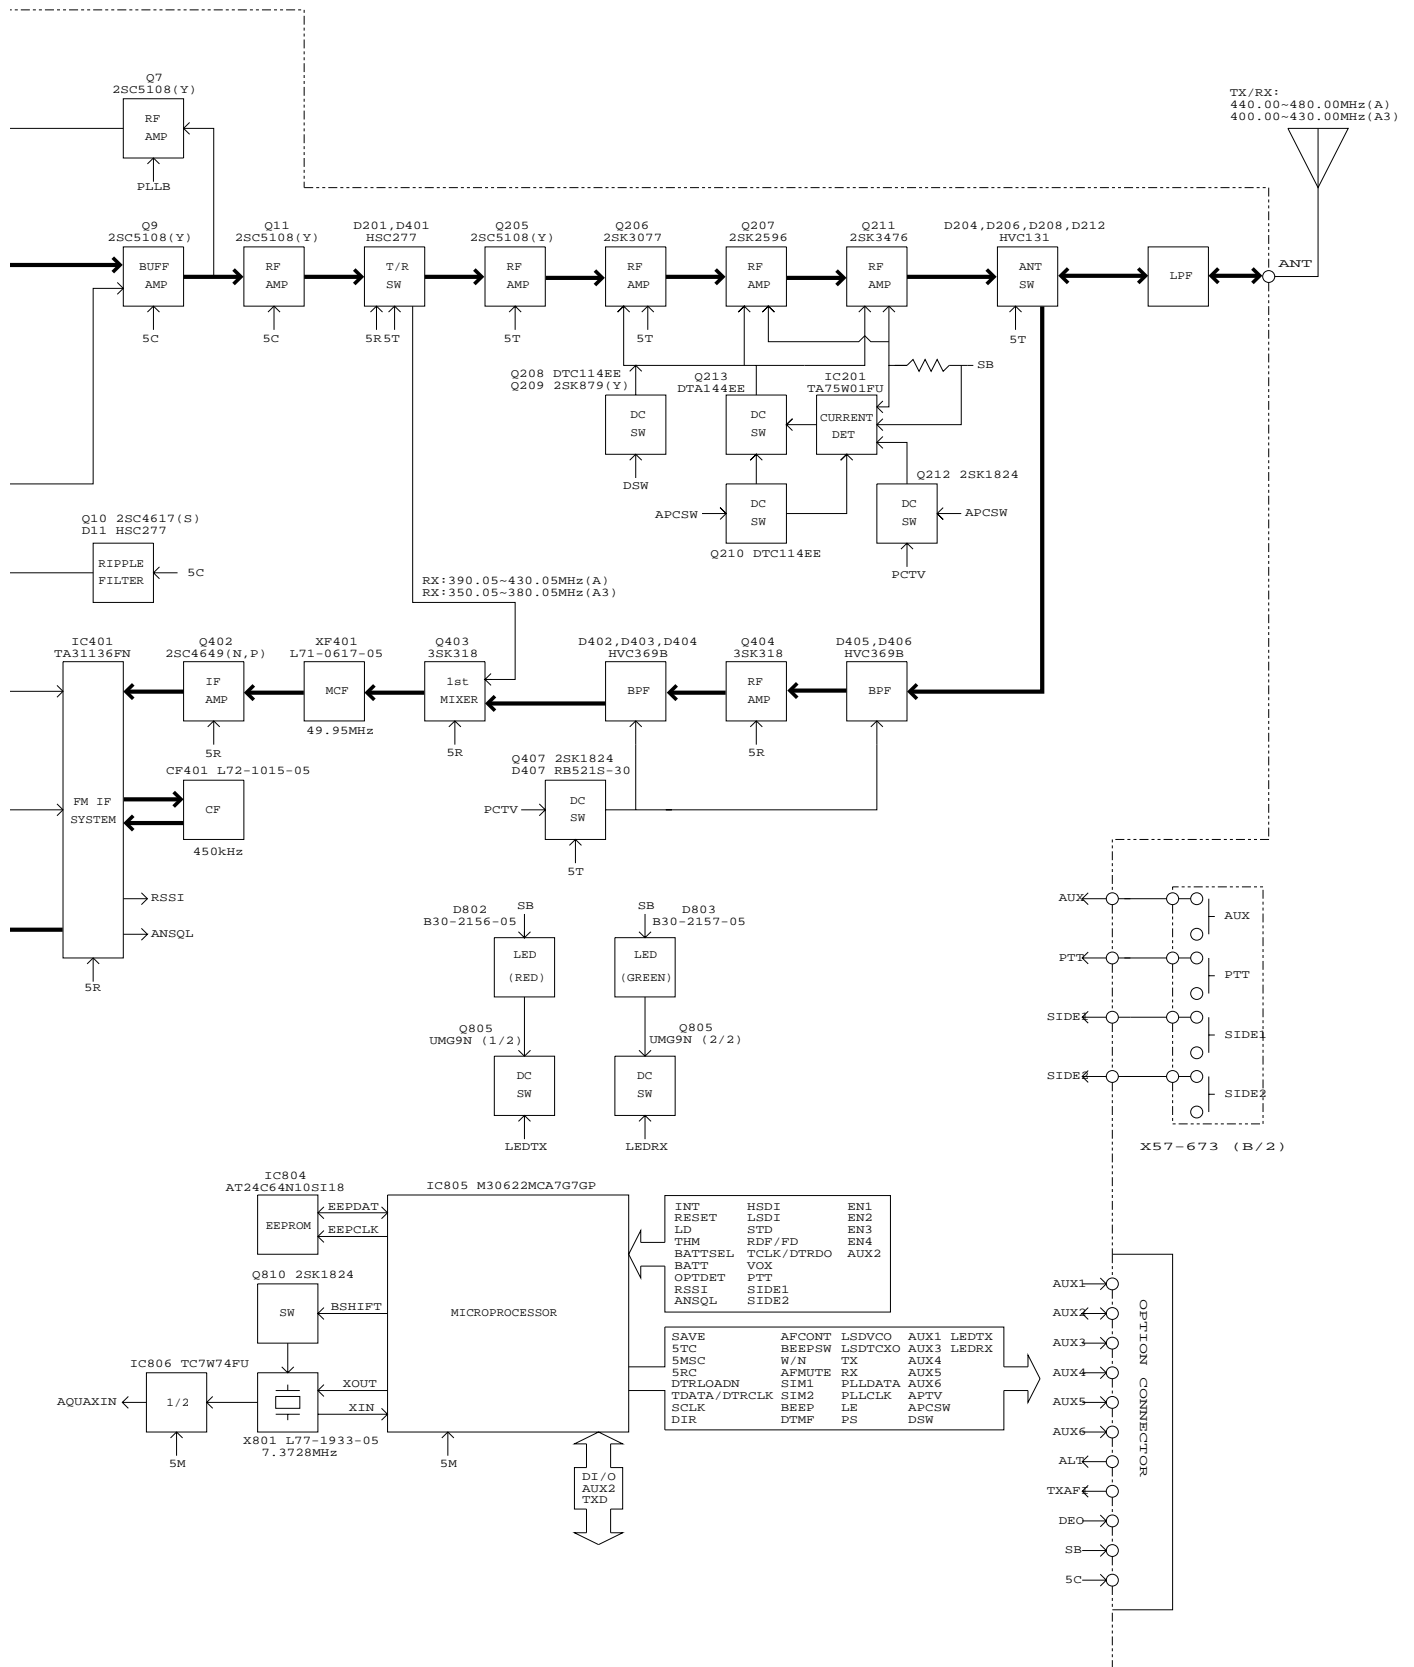 Q7
2SC5108(Y)
RF
AMP
PLLB
TX/RX:
440.00~480.00MHz(A)
400.00~430.00MHz(A3)
ANT
Q9
2SC5108(Y)
BUFF
AMP
5C
Q11
2SC5108(Y)
RF
AMP
5C
D201,D401
HSC277
T/R
SW
5R5T
Q205
2SC5108(Y)
RF
AMP
5T
Q206
2SK3077
RF
AMP
5T
Q207
2SK2596
RF
AMP
Q211
2SK3476
RF
AMP
D204,D206,D208,D212
HVC131
ANT
SW
5T
LPF
SB
Q208 DTC114EE
Q209 2SK879(Y)
DC
SW
DSW
Q213
DTA144EE
DC
SW
IC201
TA75W01FU
CURRENT
DET
APCSW
DC
SW
Q210 DTC114EE
Q212 2SK1824
DC
SW
APCSW
PCTV
Q10 2SC4617(S)
D11 HSC277
RIPPLE
FILTER
5C
RX:390.05~430.05MHz(A)
RX:350.05~380.05MHz(A3)
IC401
TA31136FN
FM IF
SYSTEM
5R
Q402
2SC4649(N,P)
IF
AMP
5R
XF401
L71-0617-05
MCF
49.95MHz
Q403
3SK318
1st
MIXER
5R
D402,D403,D404
HVC369B
BPF
Q404
3SK318
RF
AMP
5R
D405,D406
HVC369B
BPF
CF401 L72-1015-05
CF
450kHz
RSSI
ANSQL
Q407 2SK1824
D407 RB521S-30
PCTV
DC
SW
5T
D802
B30-2156-05
SB
LED
(RED)
Q805
UMG9N (1/2)
DC
SW
LEDTX
SB
D803
B30-2157-05
LED
(GREEN)
Q805
UMG9N (2/2)
DC
SW
LEDRX
AUX
AUX
PTT
PTT
SIDE1
SIDE1
SIDE2
SIDE2
X57-673 (B/2)
IC804
AT24C64N10SI18
EEPROM
EEPDAT
EEPCLK
IC805 M30622MCA7G7GP
MICROPROCESSOR
5M
Q810 2SK1824
SW
BSHIFT
IC806 TC7W74FU
AQUAXIN
1/2
5M
XOUT
XIN
X801 L77-1933-05
7.3728MHz
INT HSDI EN1
RESET LSDI EN2
LD STD EN3
THM RDF/FD EN4
BATTSEL TCLK/DTRDO AUX2
BATT VOX
OPTDET PTT
RSSI SIDE1
ANSQL SIDE2
SAVE AFCONT LSDVCO AUX1 LEDTX
5TC BEEPSW LSDTCXO AUX3 LEDRX
5MSC W/N TX AUX4
5RC AFMUTE RX AUX5
DTRLOADN SIM1 PLLDATA AUX6
TDATA/DTRCLK SIM2 PLLCLK APTV
SCLK BEEP LE APCSW
DIR DTMF PS DSW
DI/O
AUX2
TXD
AUX1
AUX2
AUX3
AUX4
AUX5
AUX6
ALT
DEO
SB
5C
OPTION CONNECTOR